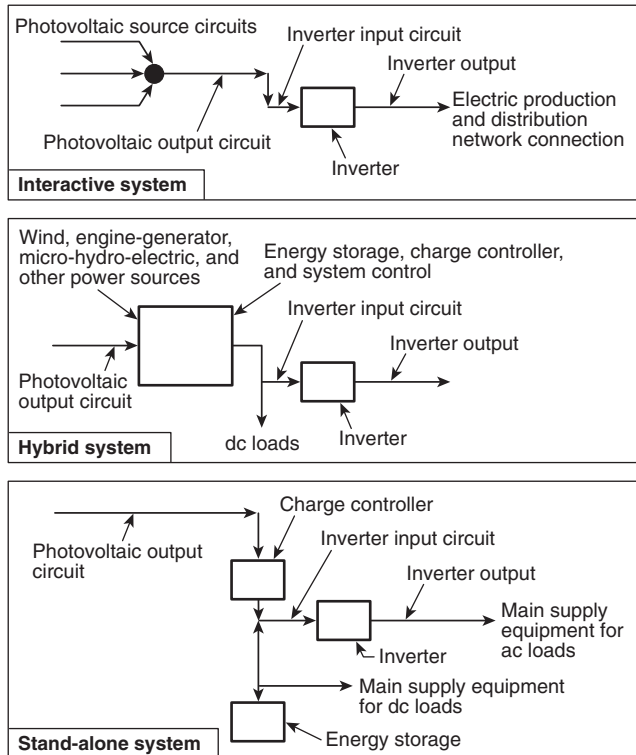 Photovoltaic source circuits
Inverter input circuit
Inverter output
Electric production
and distribution
network connection
Photovoltaic output circuit
Inverter
Interactive system
Wind, engine-generator,
micro-hydro-electric, and
other power sources
Energy storage, charge controller,
and system control
Inverter input circuit
Inverter output
Photovoltaic
output circuit
dc loads
Inverter
Hybrid system
Charge controller
Photovoltaic output
circuit
Inverter input circuit
Inverter output
Main supply
equipment for
ac loads
Inverter
Main supply equipment
for dc loads
Energy storage
Stand-alone system